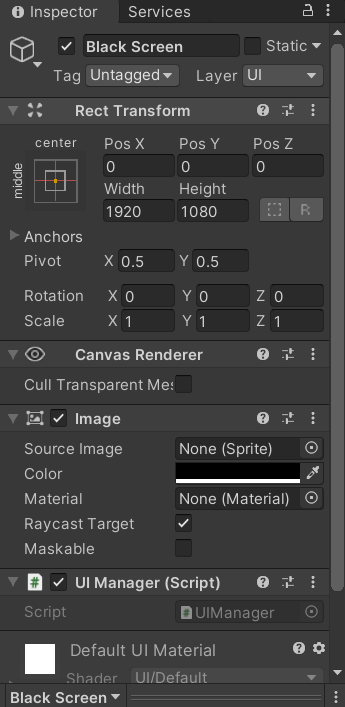 Inspector Services
Black Screen Static
Tag Untagged Layer UI
Rect Transform
center
middle
Pos X Pos Y Pos Z
0 0 0
Width Height
1920 1080
R
Anchors
Pivot X 0.5 Y 0.5
Rotation X 0 Y 0 Z 0
Scale X 1 Y 1 Z 1
Canvas Renderer
Cull Transparent Mes
Image
Source Image None (Sprite)
Color
Material None (Material)
Raycast Target
Maskable
# UI Manager (Script)
Script # UIManager
Default UI Material
Shader UI/Default
Black Screen